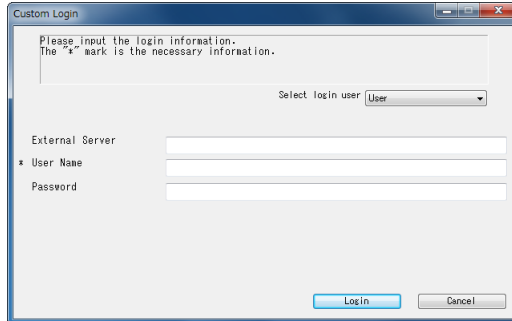 Custom Login
Please input the login information.
The "*" mark is the necessary information.
Select login user User
External Server
* User Name
Password
Login Cancel